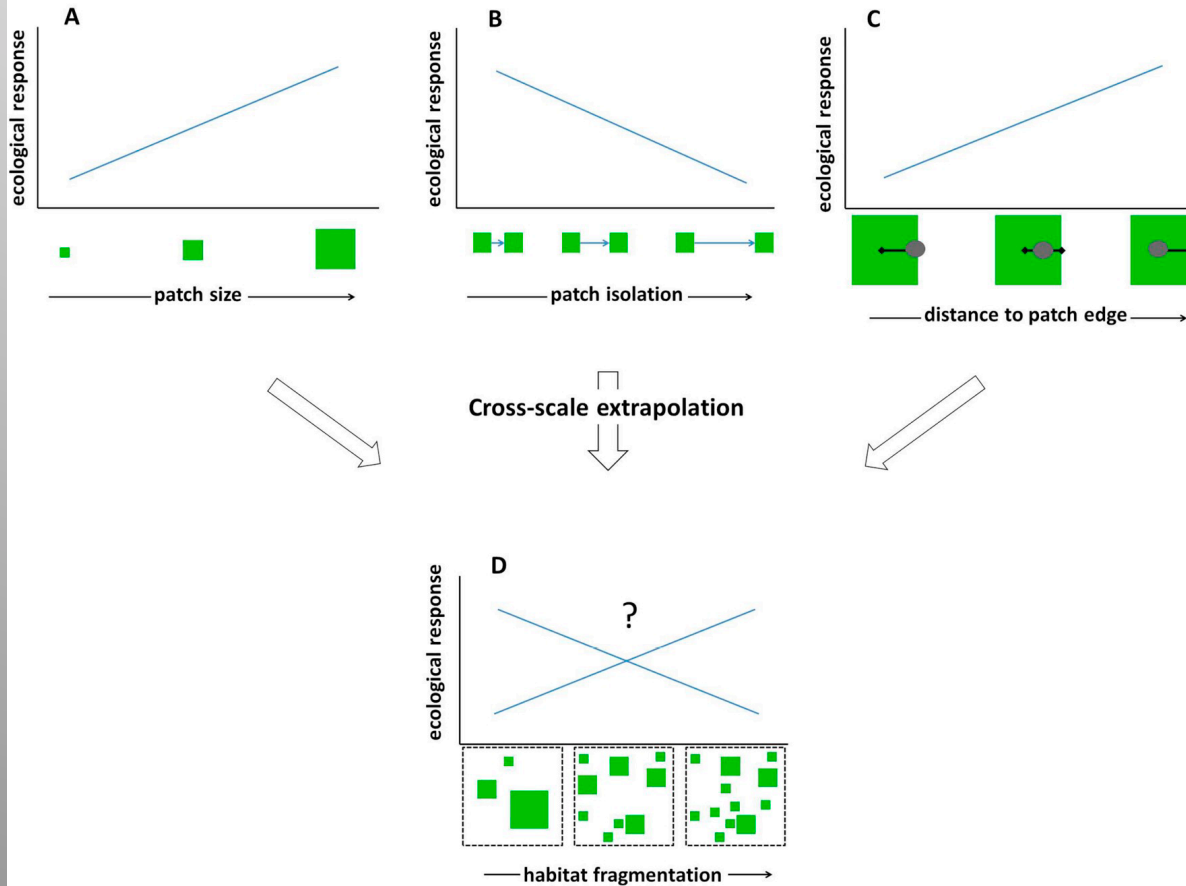 A
ecological response
patch size
B
ecological response
patch isolation
C
ecological response
distance to patch edge
Cross-scale extrapolation
D
ecological response
?
habitat fragmentation